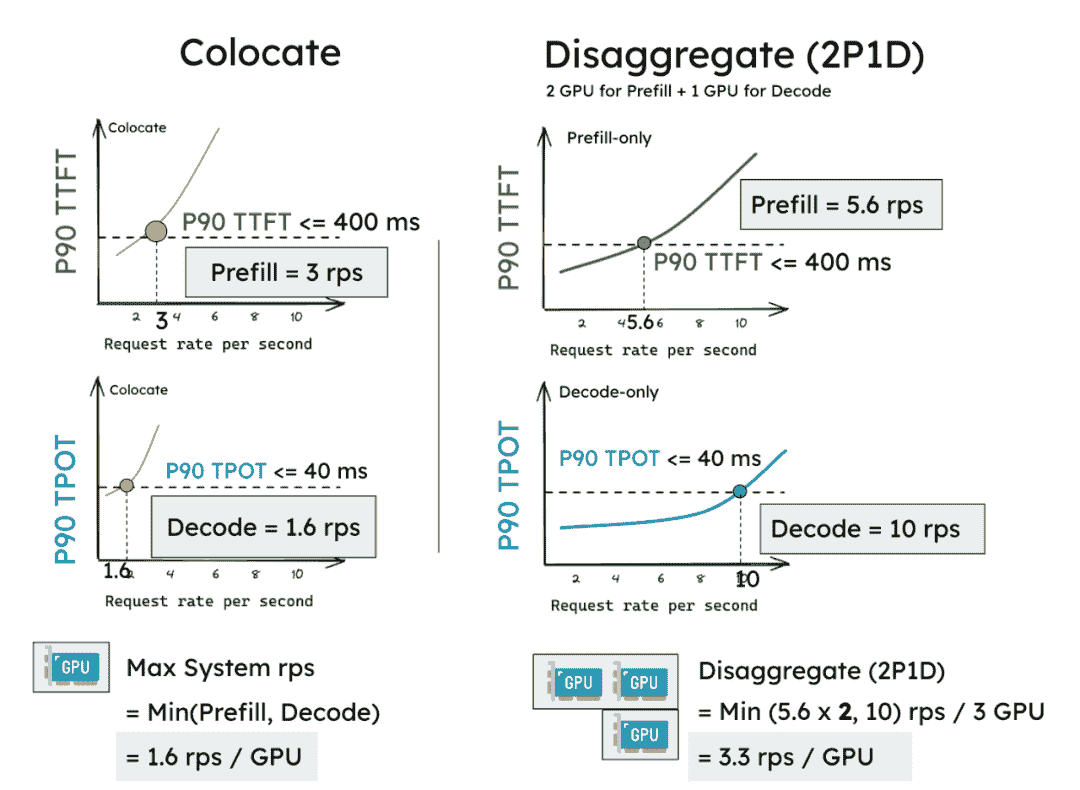 Colocate
Colocate
P90 TTFT
P90 TTFT <= 400 ms
Prefill = 3 rps
2 3 4 6 8 10
Request rate per second
Colocate
P90 TPOT
P90 TPOT <= 40 ms
Decode = 1.6 rps
1.6 2 4 6 8 10
Request rate per second
GPU
Max System rps
= Min(Prefill, Decode)
= 1.6 rps / GPU
Disaggregate (2P1D)
2 GPU for Prefill + 1 GPU for Decode
Prefill-only
P90 TTFT
Prefill = 5.6 rps
P90 TTFT <= 400 ms
2 4 5.6 6 8 10
Request rate per second
Decode-only
P90 TPOT
P90 TPOT <= 40 ms
Decode = 10 rps
2 4 6 8 10
Request rate per second
GPU GPU
GPU
Disaggregate (2P1D)
= Min (5.6 x 2, 10) rps / 3 GPU
= 3.3 rps / GPU